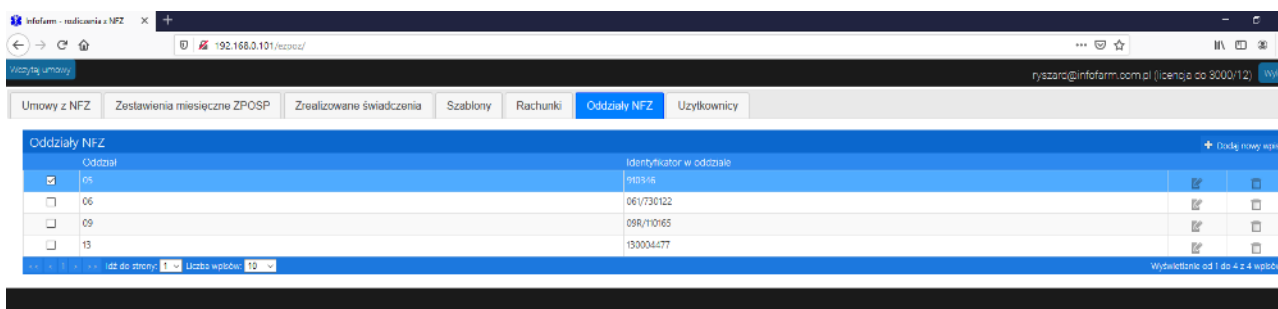 Infofarm - rozliczenia z NFZ
192.168.0.101/ezpoz/
Wczytaj umowy
ryszard@infofarm.com.pl (licencja do 3000/12)
Umowy z NFZ Zestawienia miesięczne ZPOSP Zrealizowane świadczenia Szablony Rachunki Oddziały NFZ Użytkownicy
Oddziały NFZ + Dodaj nowy wpis
Oddział Identyfikator w oddziale
05 910346
06 061/730122
09 09R/110165
13 130004477
<< < 1 > >> Idź do strony: 1 Liczba wpisów: 10 Wyświetlanie od 1 do 4 z 4 wpisów